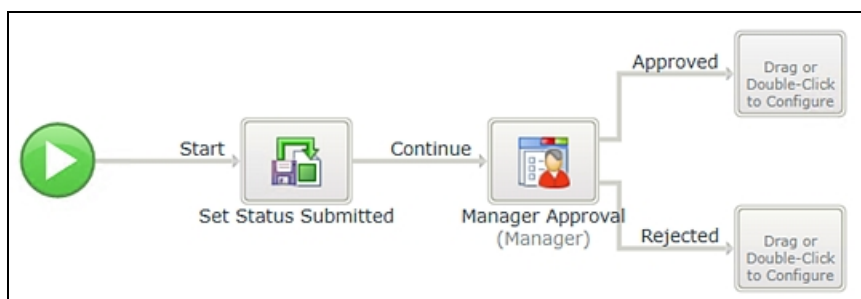 Approved
Drag or
Double-Click
to Configure
Start
Continue
Set Status Submitted
Manager Approval
(Manager)
Rejected
Drag or
Double-Click
to Configure